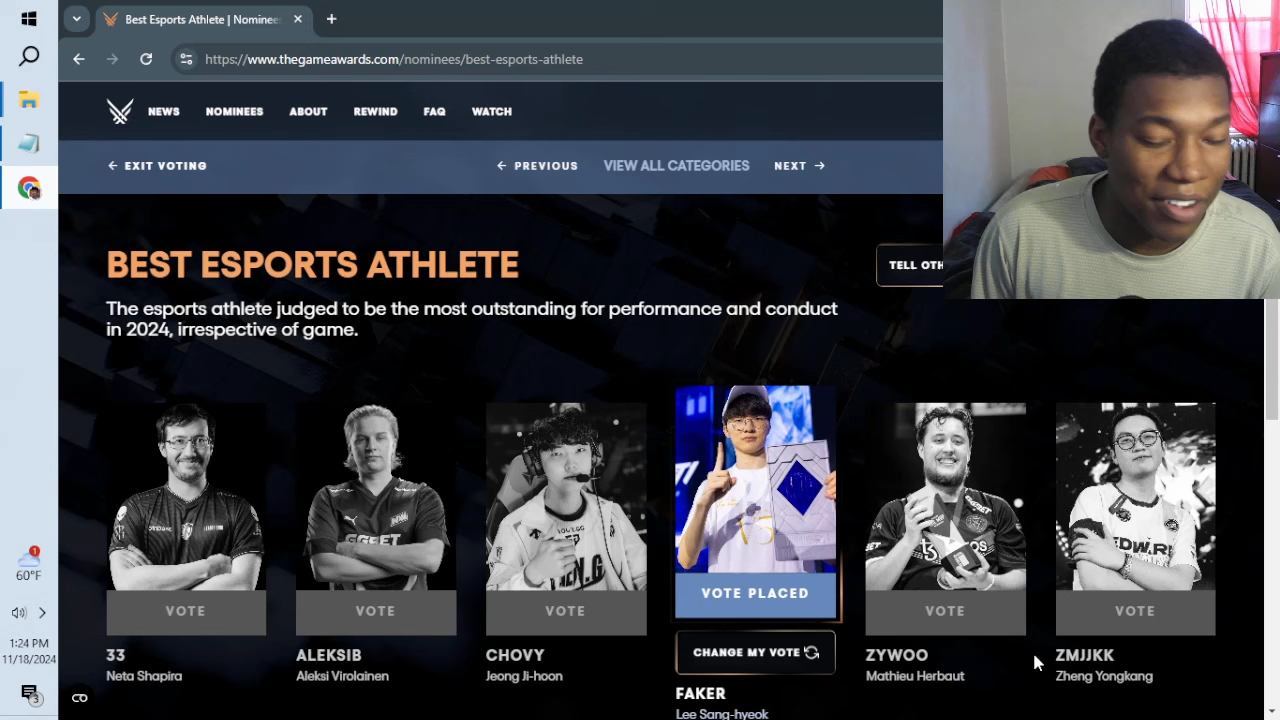 Best Esports Athlete | Nominee
https://www.thegameawards.com/nominees/best-esports-athlete
NEWS NOMINEES ABOUT REWIND FAQ WATCH
← EXIT VOTING ← PREVIOUS VIEW ALL CATEGORIES NEXT →
BEST ESPORTS ATHLETE
TELL OTH
The esports athlete judged to be the most outstanding for performance and conduct
in 2024, irrespective of game.
VOTE VOTE VOTE VOTE PLACED VOTE VOTE
CHANGE MY VOTE
33 ALEKSIB CHOVY FAKER ZYWOO ZMJJKK
Neta Shapira Aleksi Virolainen Jeong Ji-hoon Lee Sang-hyeok Mathieu Herbaut Zheng Yongkang
1
60°F
1:24 PM
11/18/2024
3